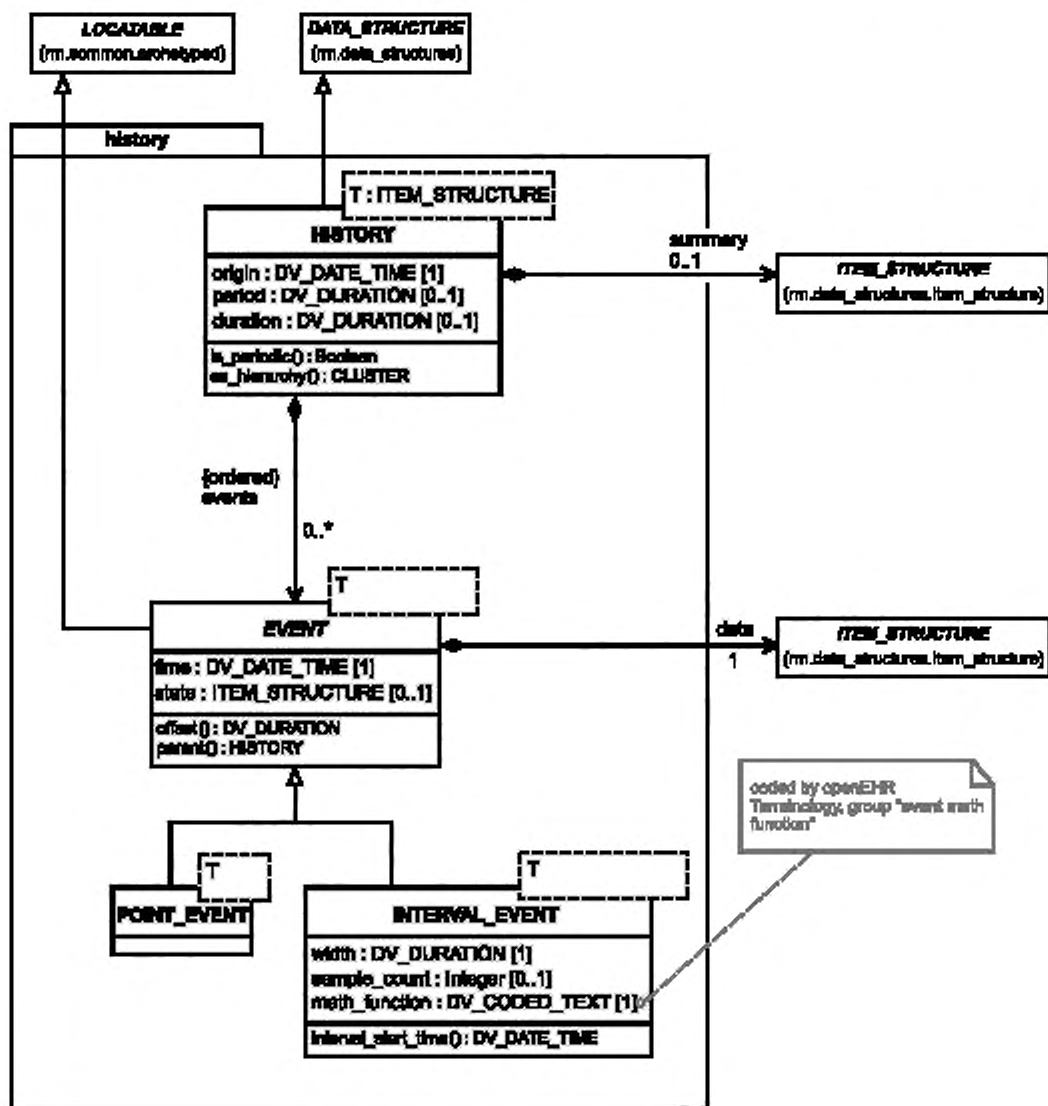 LOCATABLE
(rm.common.archetyped)
DATA_STRUCTURE
(rm.data_structures)
history
T : ITEM_STRUCTURE
HISTORY
origin : DV_DATE_TIME [1]
period : DV_DURATION [0..1]
duration : DV_DURATION [0..1]
is_periodic() : Boolean
as_hierarchy() : CLUSTER
summary
0..1
ITEM_STRUCTURE
(rm.data_structures.item_structure)
{ordered}
events
0..*
T
EVENT
time : DV_DATE_TIME [1]
state : ITEM_STRUCTURE [0..1]
offset() : DV_DURATION
parent() : HISTORY
data
1
ITEM_STRUCTURE
(rm.data_structures.item_structure)
coded by openEHR
Terminology, group "event math
function"
T
POINT_EVENT
T
INTERVAL_EVENT
width : DV_DURATION [1]
sample_count : Integer [0..1]
math_function : DV_CODED_TEXT [1]
interval_start_time() : DV_DATE_TIME